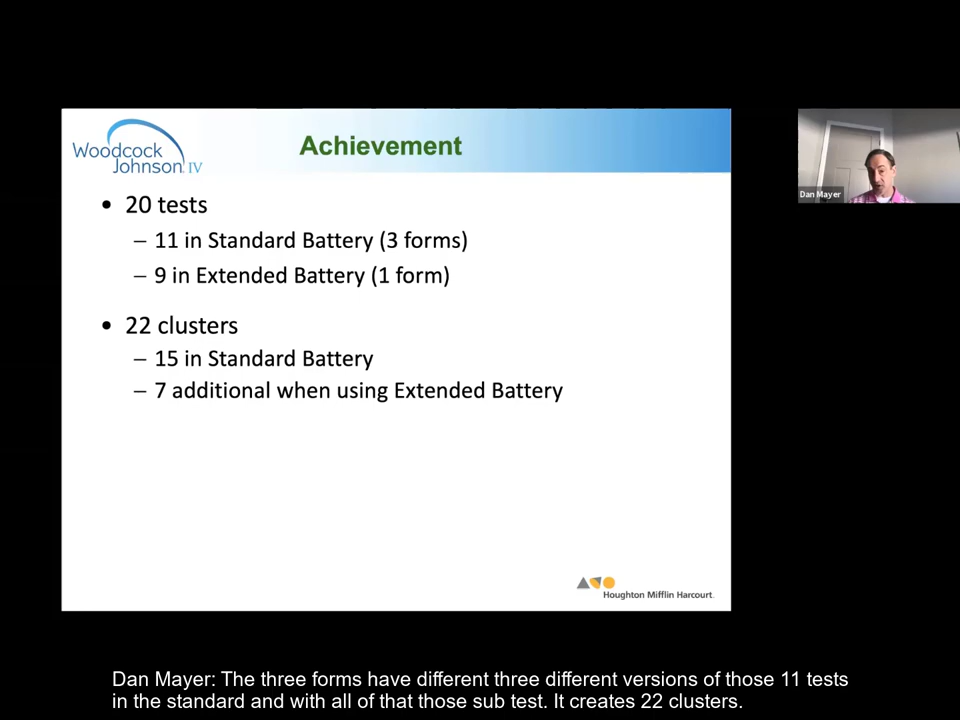 Woodcock
Johnson IV
Achievement
• 20 tests
– 11 in Standard Battery (3 forms)
– 9 in Extended Battery (1 form)
• 22 clusters
– 15 in Standard Battery
– 7 additional when using Extended Battery
Houghton Mifflin Harcourt.
Dan Mayer
Dan Mayer: The three forms have different three different versions of those 11 tests
in the standard and with all of that those sub test. It creates 22 clusters.